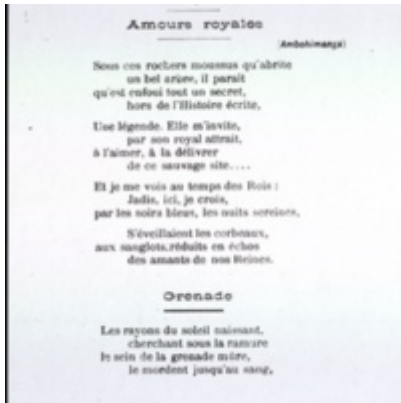 Amours royales
(Ambohimanga)
Sous ces rochers moussus qu'abrite
un bel arbre, il paraît
qu'est enfoui tout un secret,
hors de l'Histoire écrite,
Une légende. Elle m'invite,
par son royal attrait,
à l'aimer, à la délivrer
de ce sauvage site....
Et je me vois au temps des Rois :
Jadis, ici, je crois,
par les soirs bleus, les nuits sereines,
S'éveillaient les corbeaux,
aux sanglots réduits en échos
des amants de nos Reines.
Grenade
Les rayons du soleil naissant,
cherchant sous la ramure
le sein de la grenade mûre,
le mordent jusqu'au sang,